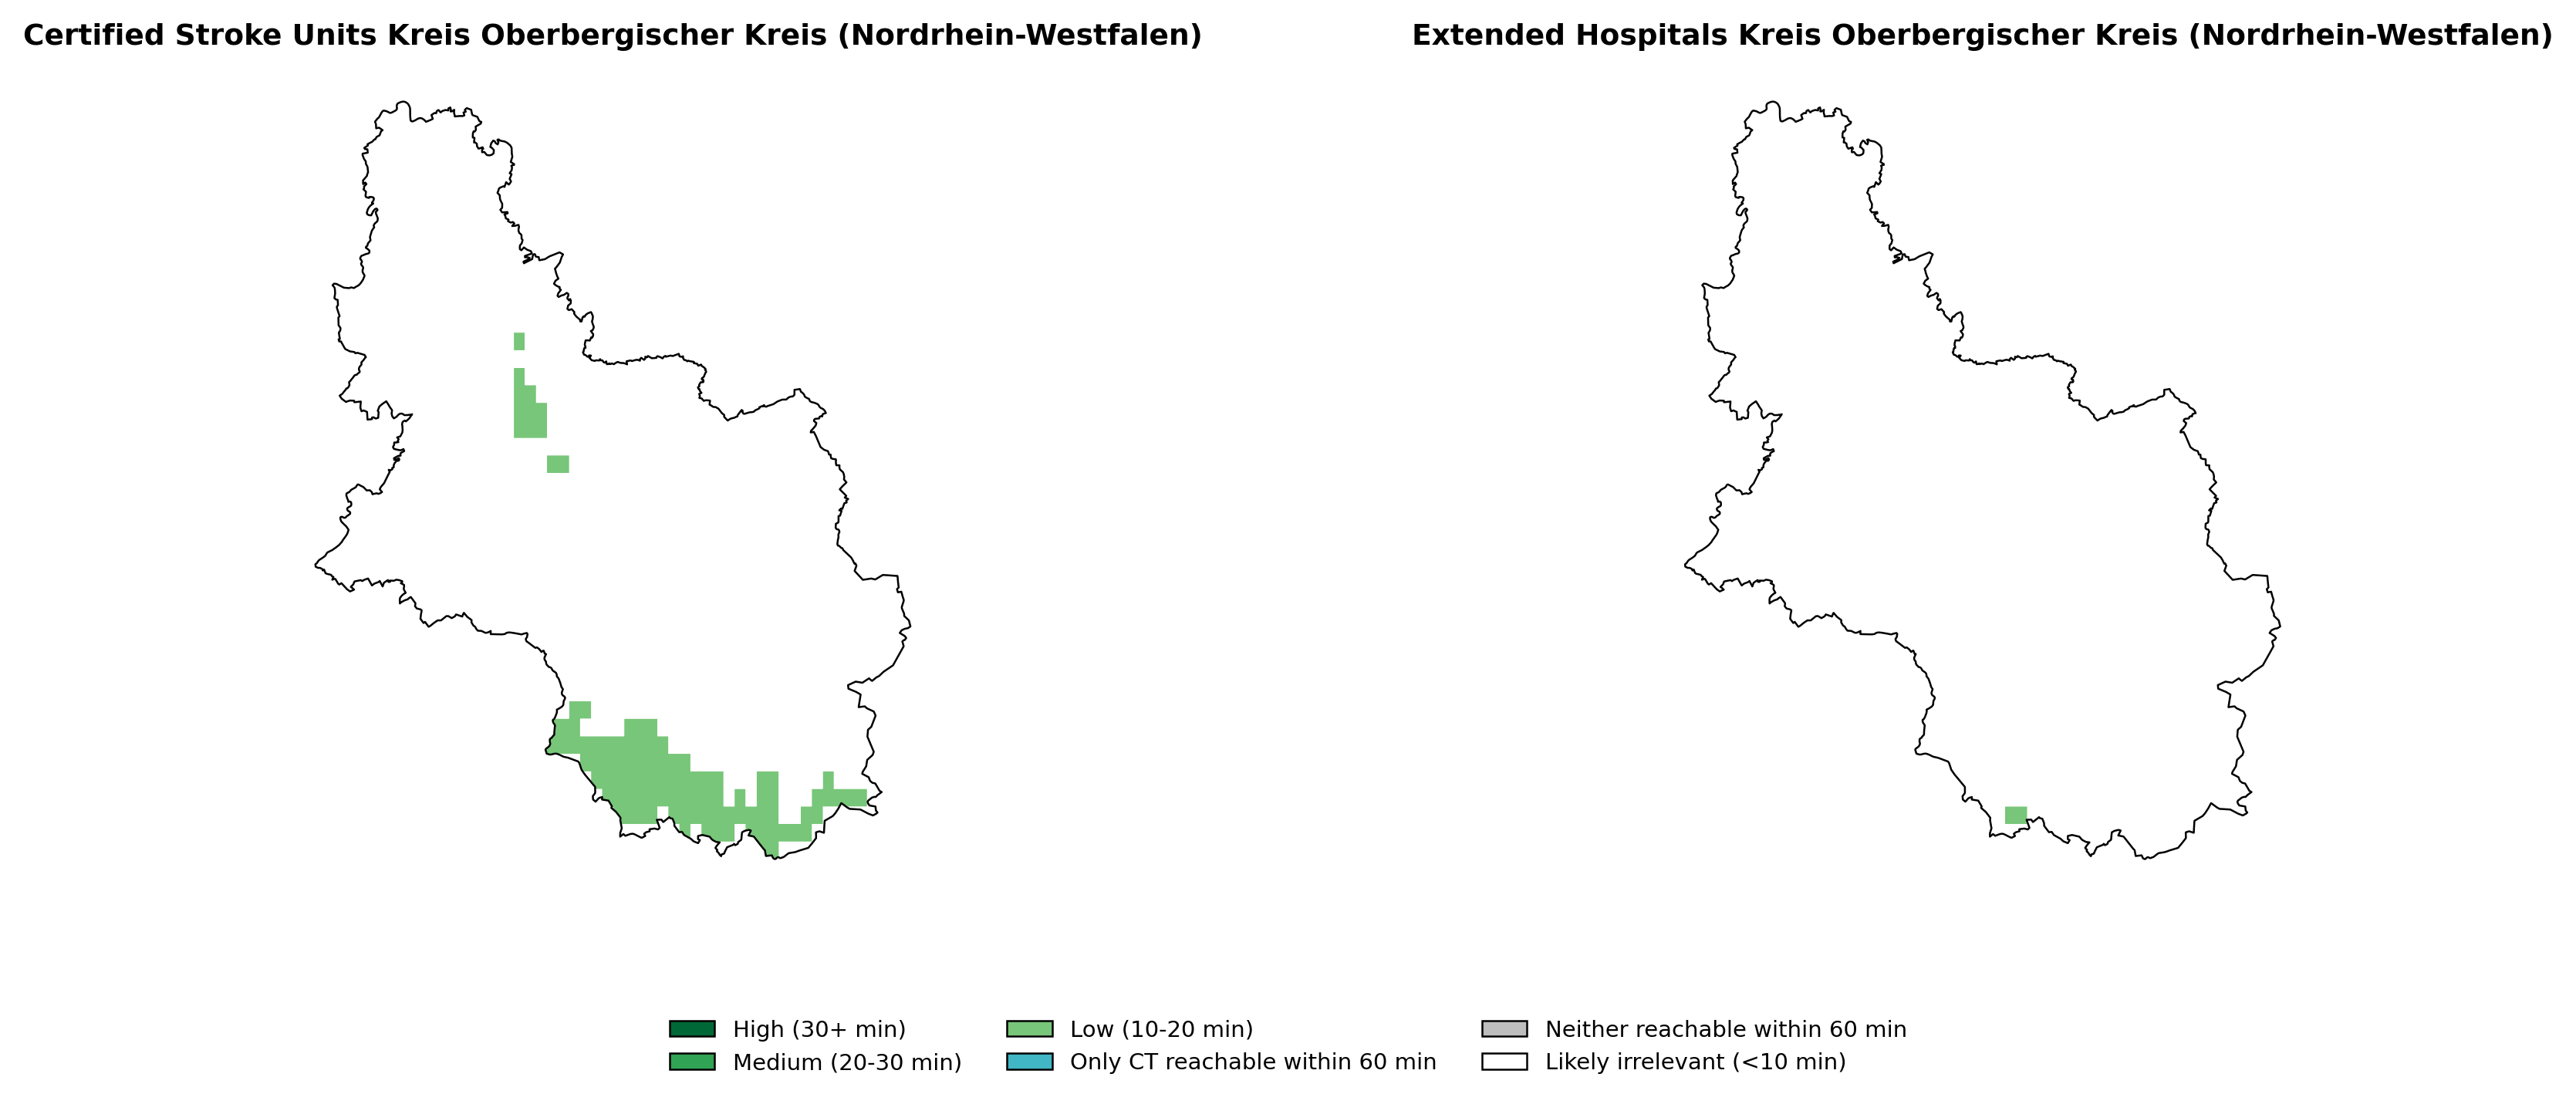 Certified Stroke Units Kreis Oberbergischer Kreis (Nordrhein-Westfalen)
Extended Hospitals Kreis Oberbergischer Kreis (Nordrhein-Westfalen)
High (30+ min)
Medium (20-30 min)
Low (10-20 min)
Only CT reachable within 60 min
Neither reachable within 60 min
Likely irrelevant (<10 min)